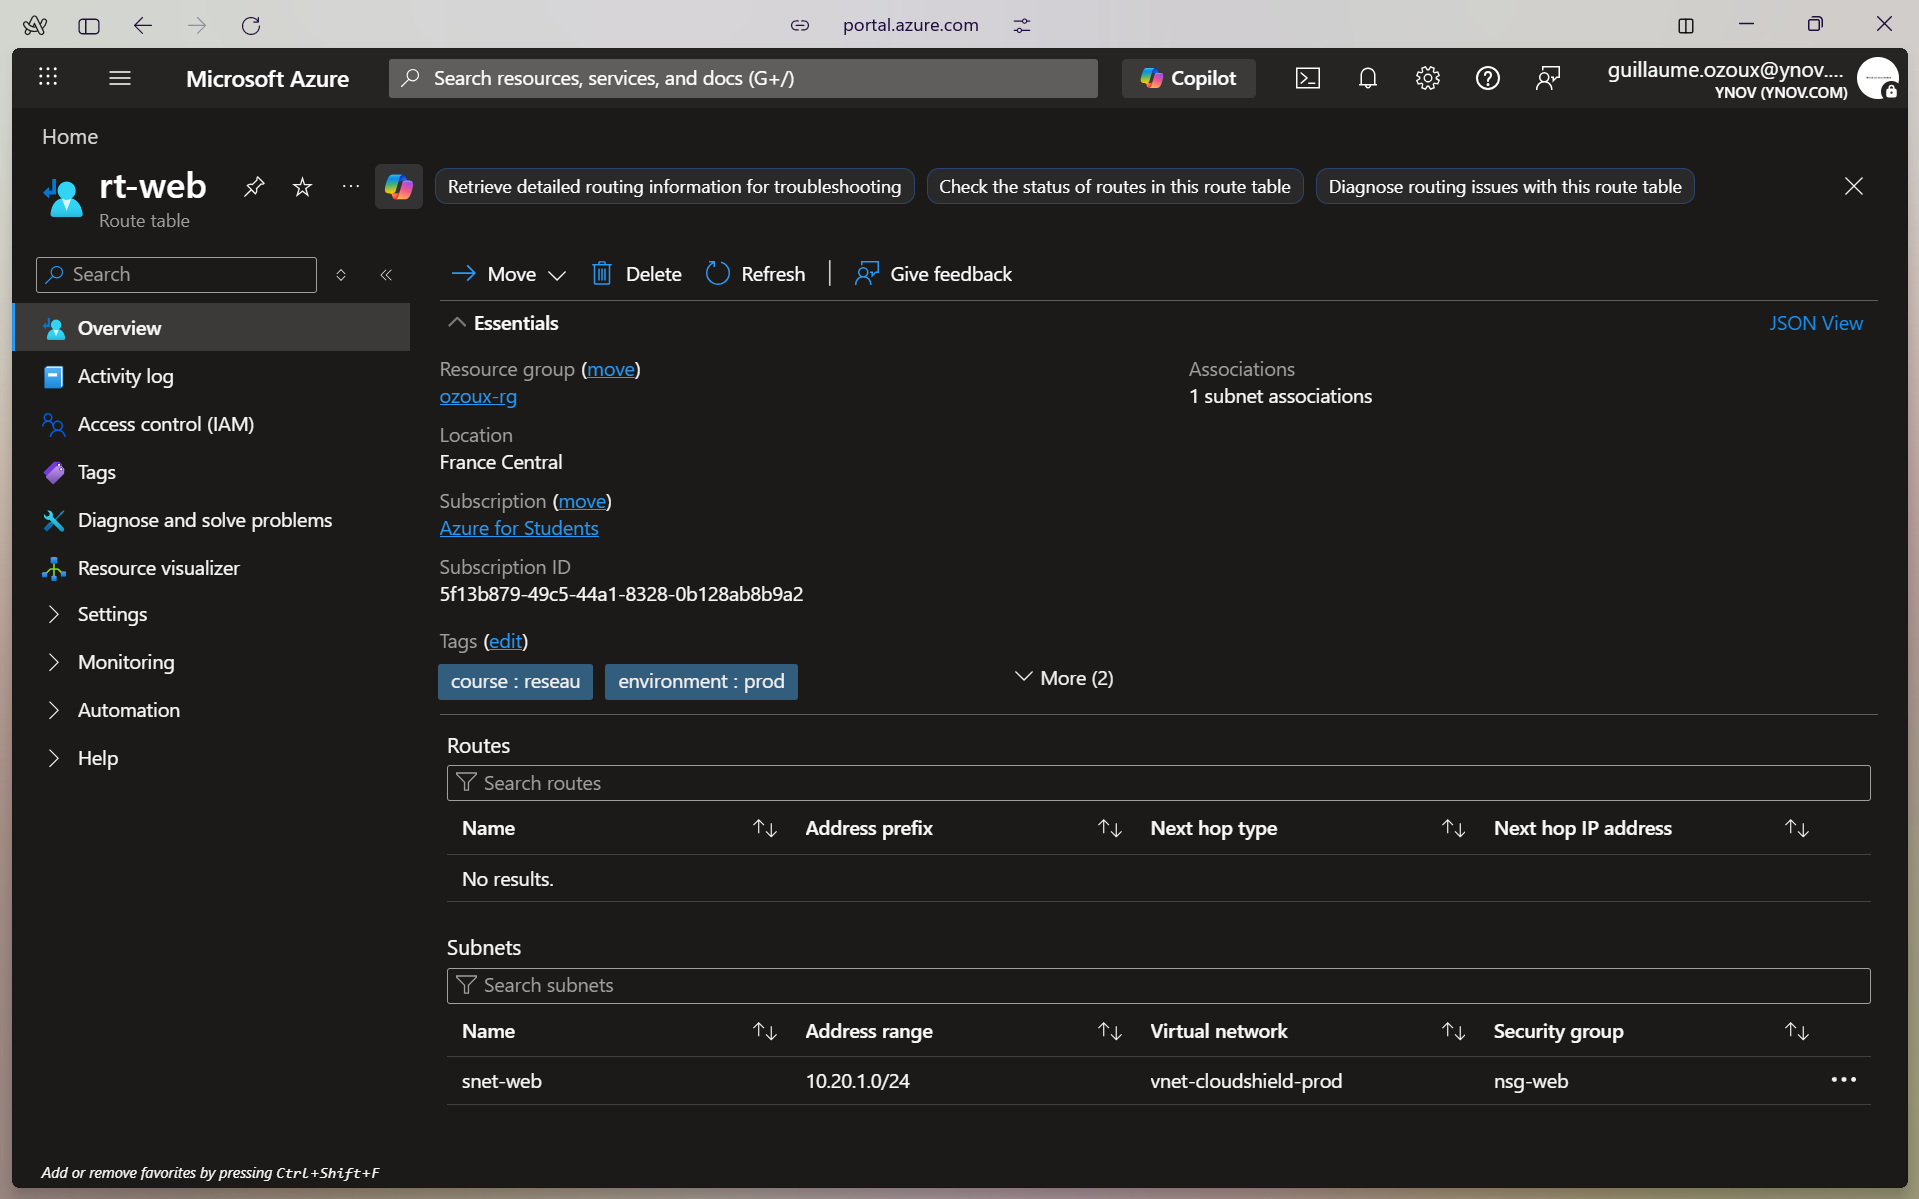 portal.azure.com
Microsoft Azure
Search resources, services, and docs (G+/)
Copilot
guillaume.ozoux@ynov....
YNOV (YNOV.COM)
Home
rt-web
Route table
Retrieve detailed routing information for troubleshooting
Check the status of routes in this route table
Diagnose routing issues with this route table
Search
Overview
Activity log
Access control (IAM)
Tags
Diagnose and solve problems
Resource visualizer
Settings
Monitoring
Automation
Help
Move
Delete
Refresh
Give feedback
Essentials
JSON View
Resource group (move)
ozoux-rg
Location
France Central
Subscription (move)
Azure for Students
Subscription ID
5f13b879-49c5-44a1-8328-0b128ab8b9a2
Associations
1 subnet associations
Tags (edit)
course : reseau
environment : prod
More (2)
Routes
Search routes
Name Address prefix Next hop type Next hop IP address
No results.
Subnets
Search subnets
Name Address range Virtual network Security group
snet-web 10.20.1.0/24 vnet-cloudshield-prod nsg-web
Add or remove favorites by pressing Ctrl+Shift+F